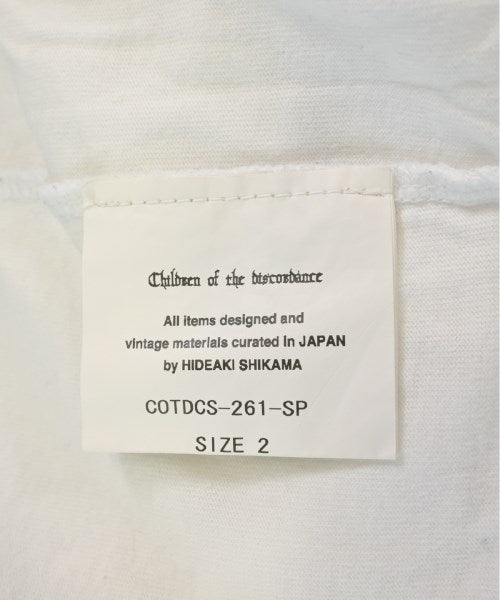 Children of the discordance
All items designed and
vintage materials curated in JAPAN
by HIDEAKI SHIKAMA
COTDCS-261-SP
SIZE 2